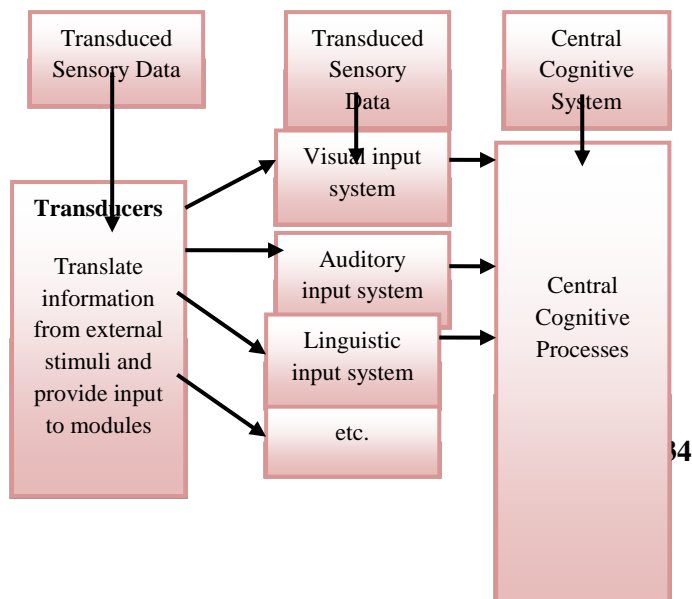 Transduced
Sensory Data
Transduced
Sensory
Data
Central
Cognitive
System
Transducers
Translate
information
from external
stimuli and
provide input
to modules
Visual input
system
Auditory
input system
Linguistic
input system
etc.
Central
Cognitive
Processes
34